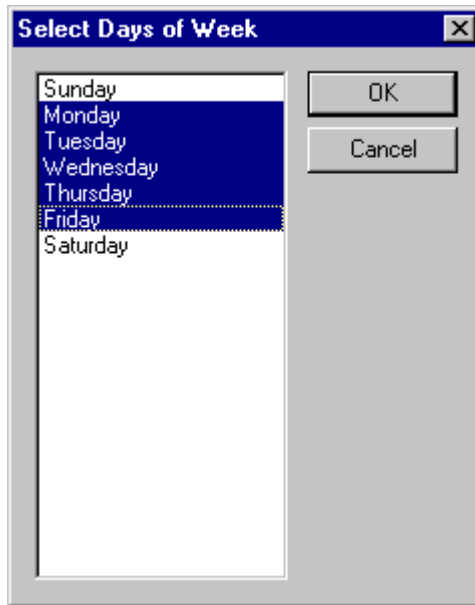 Select Days of Week
Sunday
Monday
Tuesday
Wednesday
Thursday
Friday
Saturday
OK
Cancel